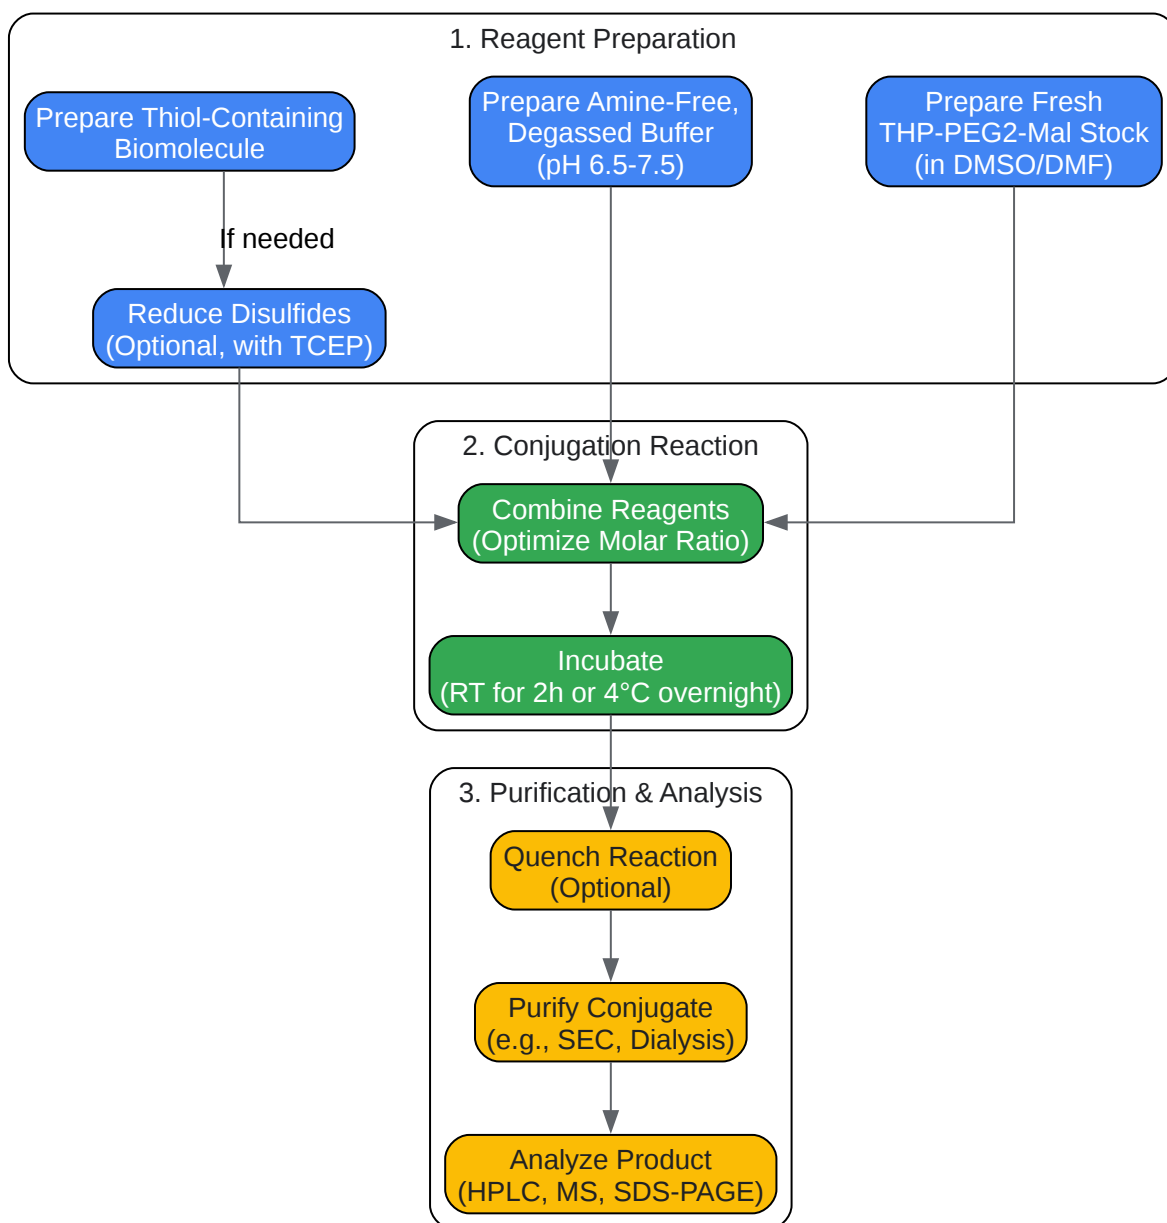 1. Reagent Preparation
Prepare Thiol-Containing
Biomolecule
Prepare Amine-Free,
Degassed Buffer
(pH 6.5-7.5)
Prepare Fresh
THP-PEG2-Mal Stock
(in DMSO/DMF)
If needed
Reduce Disulfides
(Optional, with TCEP)
2. Conjugation Reaction
Combine Reagents
(Optimize Molar Ratio)
Incubate
(RT for 2h or 4°C overnight)
3. Purification & Analysis
Quench Reaction
(Optional)
Purify Conjugate
(e.g., SEC, Dialysis)
Analyze Product
(HPLC, MS, SDS-PAGE)